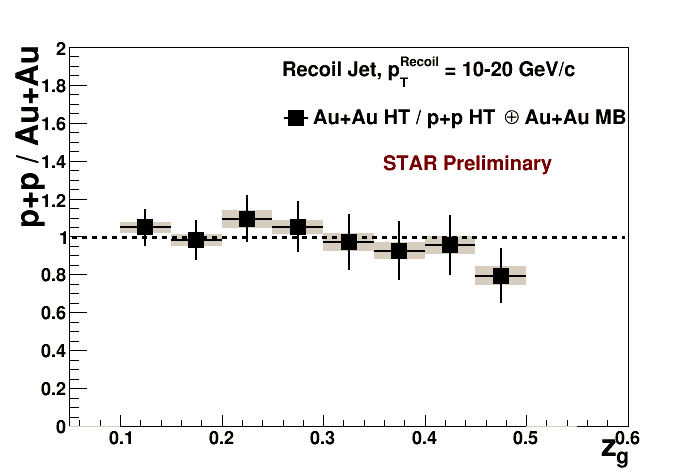 p+p / Au+Au
2
1.8
1.6
1.4
1.2
1
0.8
0.6
0.4
0.2
0
Recoil Jet, p_T^Recoil = 10-20 GeV/c
Au+Au HT / p+p HT ⊕ Au+Au MB
STAR Preliminary
0.1 0.2 0.3 0.4 0.5 0.6
z_g